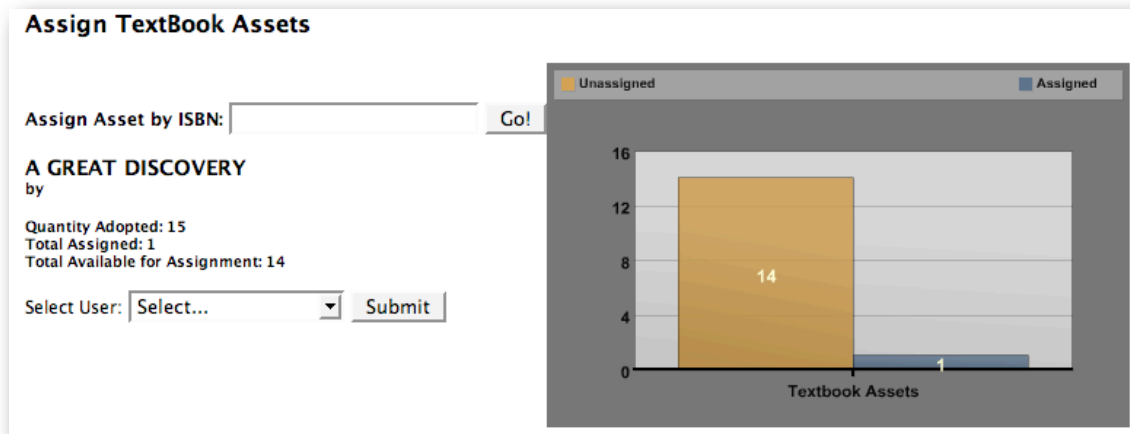 Assign TextBook Assets
Assign Asset by ISBN: Go!
A GREAT DISCOVERY
by
Quantity Adopted: 15
Total Assigned: 1
Total Available for Assignment: 14
Select User: Select... Submit
Unassigned Assigned
16
12
8
4
0
14
1
Textbook Assets